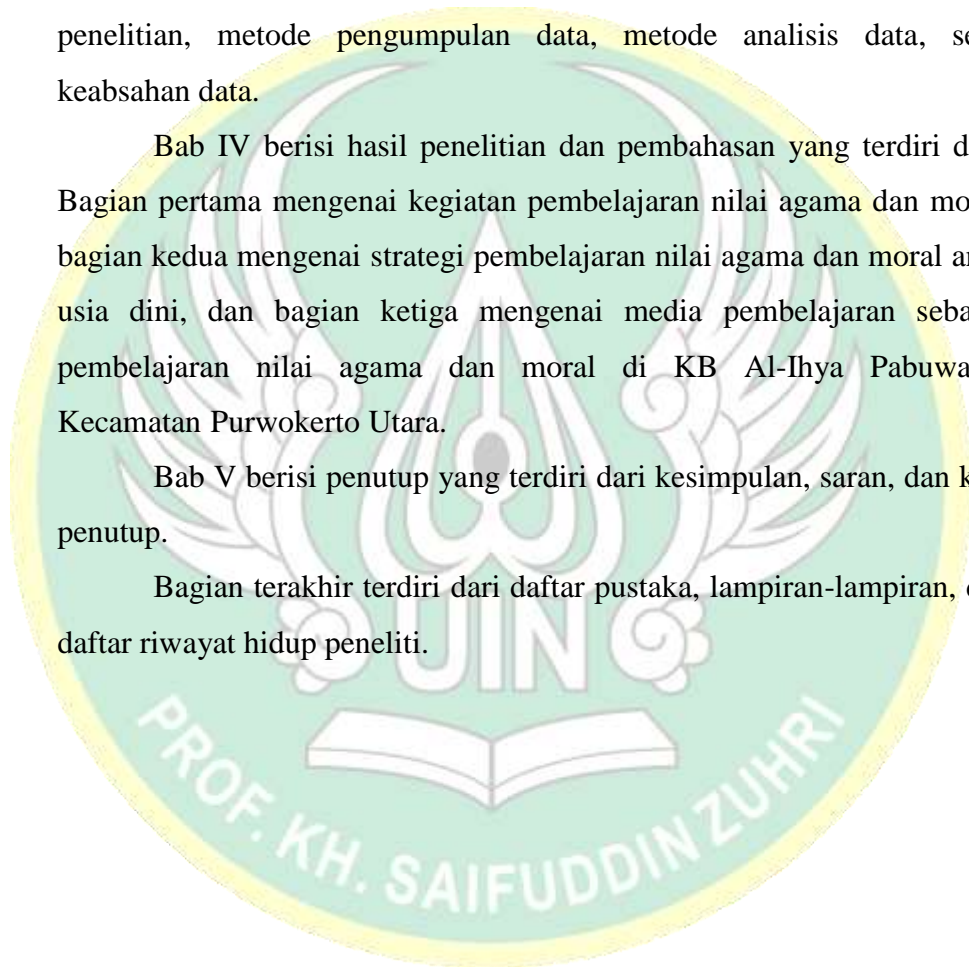 penelitian, metode pengumpulan data, metode analisis data, se
keabsahan data.
Bab IV berisi hasil penelitian dan pembahasan yang terdiri d
Bagian pertama mengenai kegiatan pembelajaran nilai agama dan mo
bagian kedua mengenai strategi pembelajaran nilai agama dan moral a
usia dini, dan bagian ketiga mengenai media pembelajaran seba
pembelajaran nilai agama dan moral di KB Al-Ihya Pabuwa
Kecamatan Purwokerto Utara.
Bab V berisi penutup yang terdiri dari kesimpulan, saran, dan k
penutup.
Bagian terakhir terdiri dari daftar pustaka, lampiran-lampiran,
daftar riwayat hidup peneliti.
UIN
PROF. KH. SAIFUDDIN ZUHRI